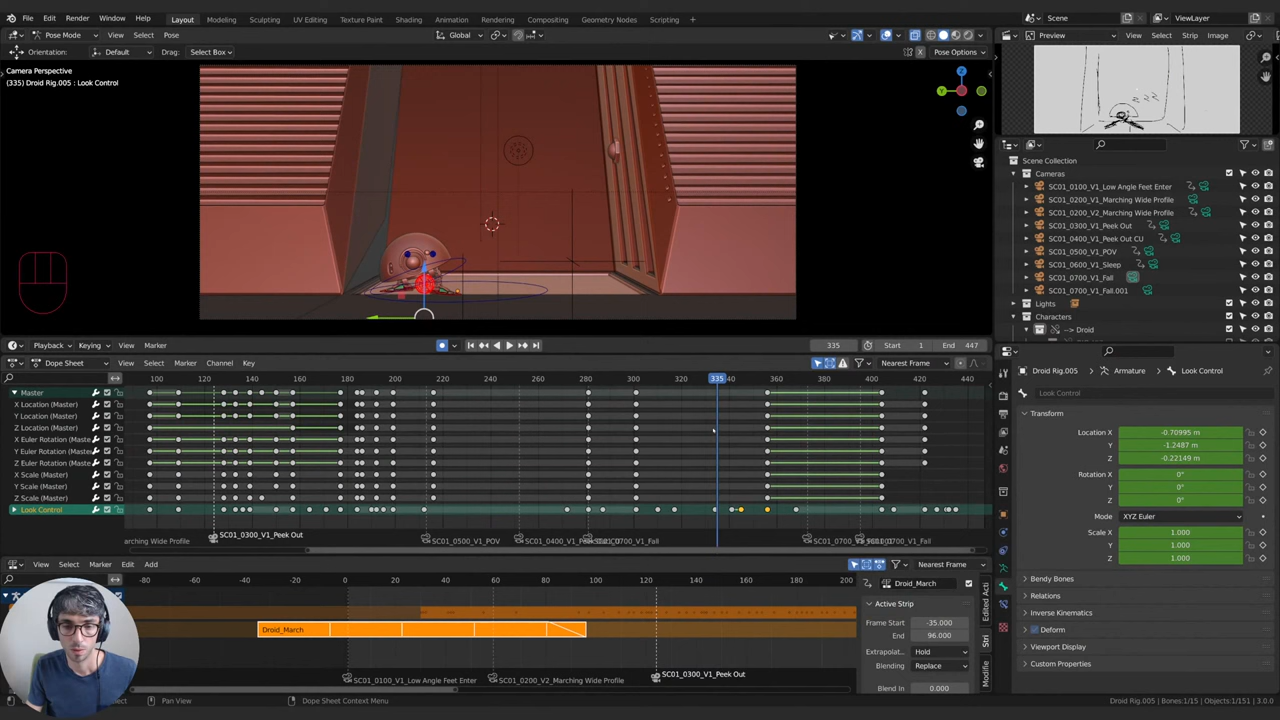 File Edit Render Window Help Layout Modeling Sculpting UV Editing Texture Paint Shading Animation Rendering Compositing Geometry Nodes Scripting Scene ViewLayer
Pose Mode View Select Pose Global Preview View Select Strip Image
Orientation: Default Drag: Select Box X Pose Options
Camera Perspective
(335) Droid Rig.005 : Look Control
Z
Y
Scene Collection
Cameras
SC01_0100_V1_Low Angle Feet Enter
SC01_0200_V1_Marching Wide Profile
SC01_0200_V2_Marching Wide Profile
SC01_0300_V1_Peek Out
SC01_0400_V1_Peek Out CU
SC01_0500_V1_POV
SC01_0600_V1_Sleep
SC01_0700_V1_Fall
SC01_0700_V1_Fall.001
Lights
Characters
--> Droid
Playback Keying View Marker 335 Start 1 End 447
Dope Sheet View Select Marker Channel Key Nearest Frame
100 120 140 160 180 200 220 240 260 280 300 320 335 340 360 380 400 420 440
Master
X Location (Master)
Y Location (Master)
Z Location (Master)
X Euler Rotation (Maste
Y Euler Rotation (Maste
Z Euler Rotation (Maste
X Scale (Master)
Y Scale (Master)
Z Scale (Master)
Look Control
arching Wide Profile SC01_0300_V1_Peek Out SC01_0500_V1_POV
Droid Rig.005 Armature Look Control
Look Control
Transform
Location X -0.70995 m
Y -1.2487 m
Z -0.22149 m
Rotation X 0°
Y 0°
Z 0°
Mode XYZ Euler
Scale X 1.000
Y 1.000
Z 1.000
Bendy Bones
Relations
Inverse Kinematics
Deform
Viewport Display
Custom Properties
View Select Marker Edit Add Nearest Frame
-80 -60 -40 -20 0 20 40 60 80 100 120 140 160 180 200
Droid_March
SC01_0100_V1_Low Angle Feet Enter SC01_0200_V2_Marching Wide Profile SC01_0300_V1_Peek Out
Droid_March
Active Strip
Frame Start -35.000
End 96.000
Extrapolat... Hold
Blending Replace
Blend In 0.000
Edited Acti
Stri
Modifie
Pan View Dope Sheet Context Menu Droid Rig.005 | Bones:1/15 | Objects:1/151 | 3.0.0